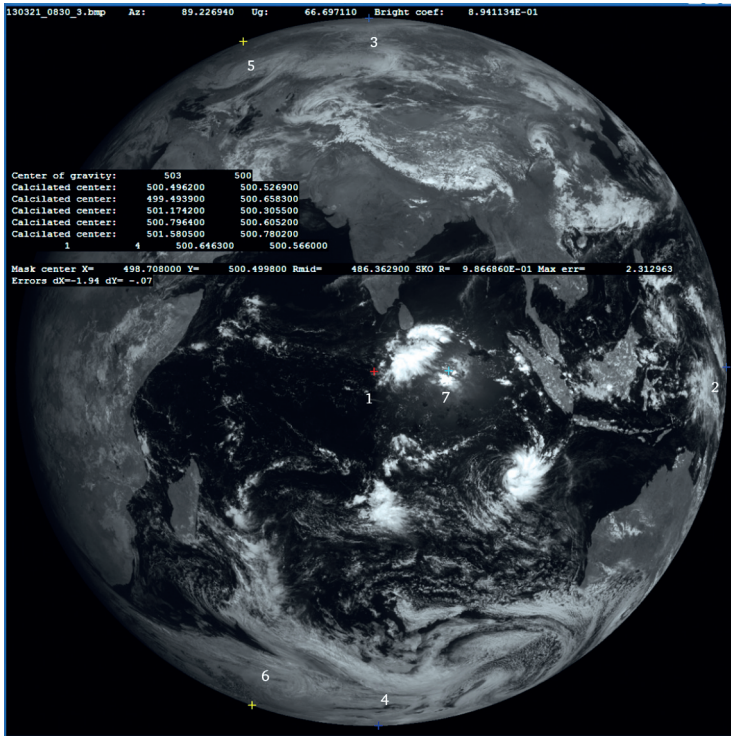 130321_0830_3.bmp Az: 89.226940 Ug: 66.697110 Bright coef: 8.941134E-01
3
5
Center of gravity: 503 500
Calcilated center: 500.496200 500.526900
Calcilated center: 499.493900 500.658300
Calcilated center: 501.174200 500.305500
Calcilated center: 500.796400 500.605200
Calcilated center: 501.580500 500.780200
1 4 500.646300 500.566000
Mask center X= 498.708000 Y= 500.499800 Rmid= 486.362900 SKO R= 9.866860E-01 Max err= 2.312963
Errors dX=-1.94 dY= -.07
2
1 7
6
4